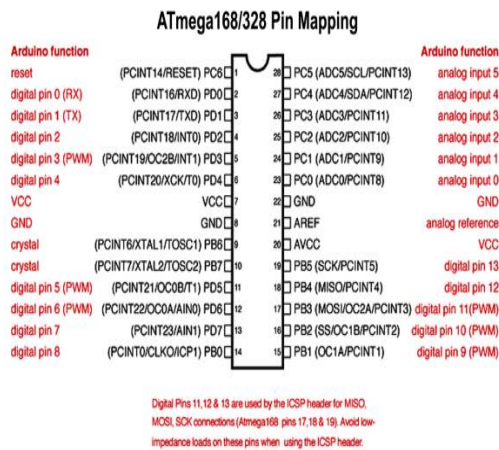 ATmega168/328 Pin Mapping
Arduino function Arduino function
reset (PCINT14/RESET) PC6 1 28 PC5 (ADC5/SCL/PCINT13) analog input 5
digital pin 0 (RX) (PCINT16/RXD) PD0 2 27 PC4 (ADC4/SDA/PCINT12) analog input 4
digital pin 1 (TX) (PCINT17/TXD) PD1 3 26 PC3 (ADC3/PCINT11) analog input 3
digital pin 2 (PCINT18/INT0) PD2 4 25 PC2 (ADC2/PCINT10) analog input 2
digital pin 3 (PWM) (PCINT19/OC2B/INT1) PD3 5 24 PC1 (ADC1/PCINT9) analog input 1
digital pin 4 (PCINT20/XCK/T0) PD4 6 23 PC0 (ADC0/PCINT8) analog input 0
VCC VCC 7 22 GND GND
GND GND 8 21 AREF analog reference
crystal (PCINT6/XTAL1/TOSC1) PB6 9 20 AVCC VCC
crystal (PCINT7/XTAL2/TOSC2) PB7 10 19 PB5 (SCK/PCINT5) digital pin 13
digital pin 5 (PWM) (PCINT21/OC0B/T1) PD5 11 18 PB4 (MISO/PCINT4) digital pin 12
digital pin 6 (PWM) (PCINT22/OC0A/AIN0) PD6 12 17 PB3 (MOSI/OC2A/PCINT3) digital pin 11(PWM)
digital pin 7 (PCINT23/AIN1) PD7 13 16 PB2 (SS/OC1B/PCINT2) digital pin 10 (PWM)
digital pin 8 (PCINT0/CLKO/ICP1) PB0 14 15 PB1 (OC1A/PCINT1) digital pin 9 (PWM)
Digital Pins 11,12 & 13 are used by the ICSP header for MISO,
MOSI, SCK connections (Atmega168 pins 17,18 & 19). Avoid low-
impedance loads on these pins when using the ICSP header.